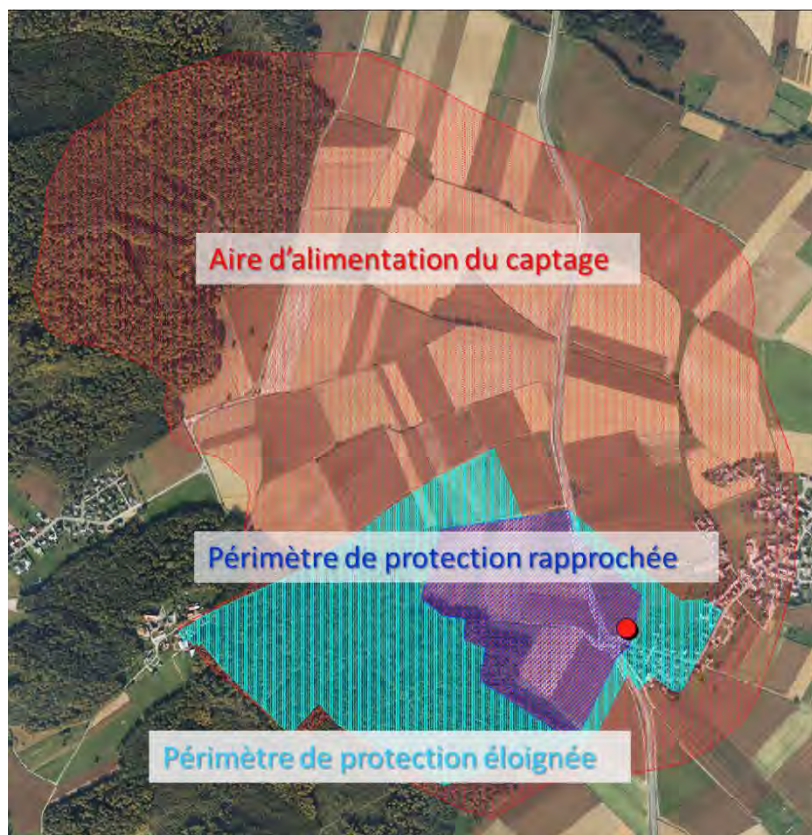 Aire d’alimentation du captage
Périmètre de protection rapprochée
Périmètre de protection éloignée